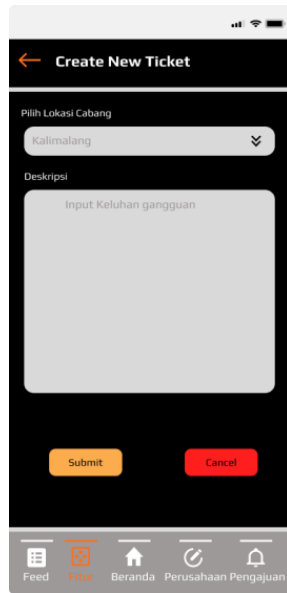 Create New Ticket
Pilih Lokasi Cabang
Kalimalang
Deskripsi
Input Keluhan gangguan
Submit Cancel
Feed Fitur Beranda Perusahaan Pengajuan